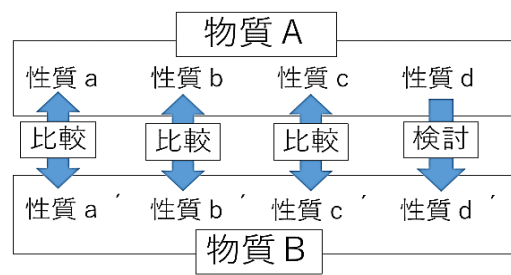 物質A
性質a 性質b 性質c 性質d
比較 比較 比較 検討
性質a´ 性質b´ 性質c´ 性質d´
物質B